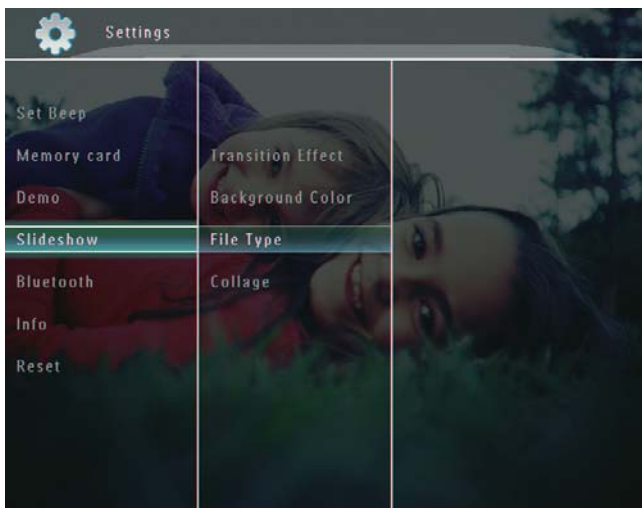 Settings
Set Beep
Memory card
Demo
Slideshow
Bluetooth
Info
Reset
Transition Effect
Background Color
File Type
Collage